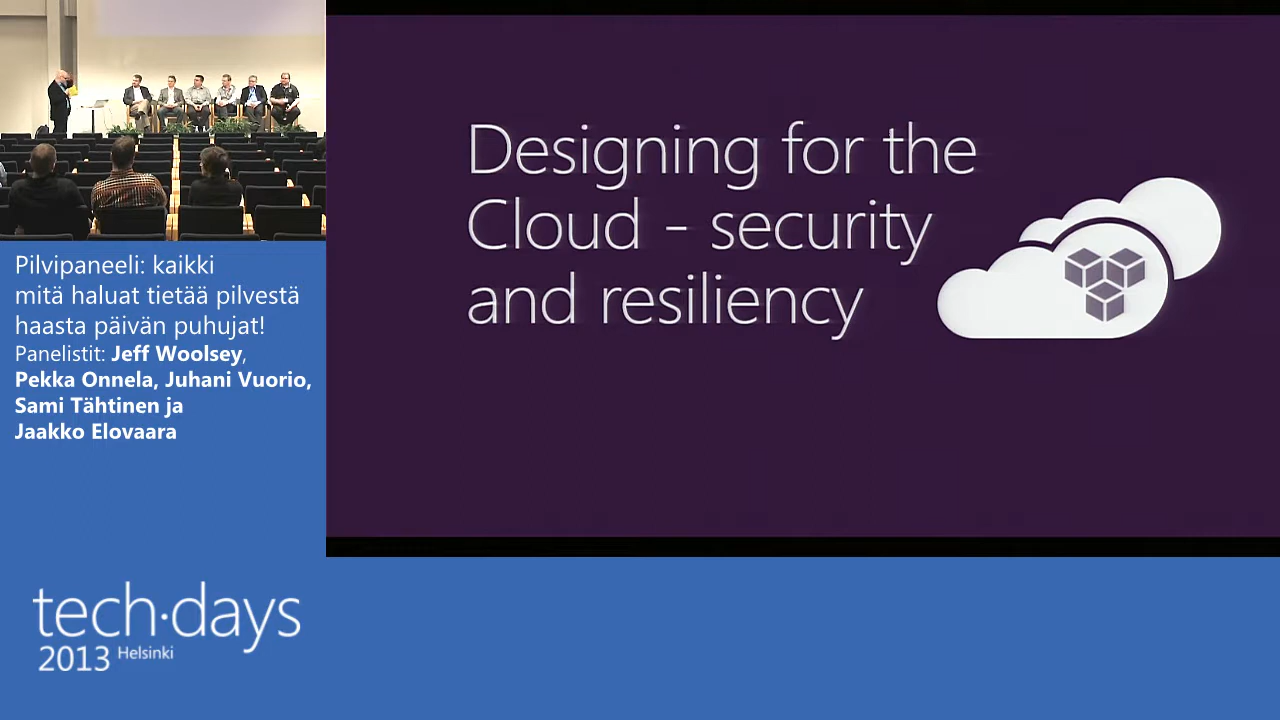 Designing for the
Cloud - security
and resiliency
Pilvipaneeli: kaikki
mitä haluat tietää pilvestä
haasta päivän puhujat!
Panelistit: Jeff Woolsey,
Pekka Onnela, Juhani Vuorio,
Sami Tähtinen ja
Jaakko Elovaara
tech·days
2013 Helsinki